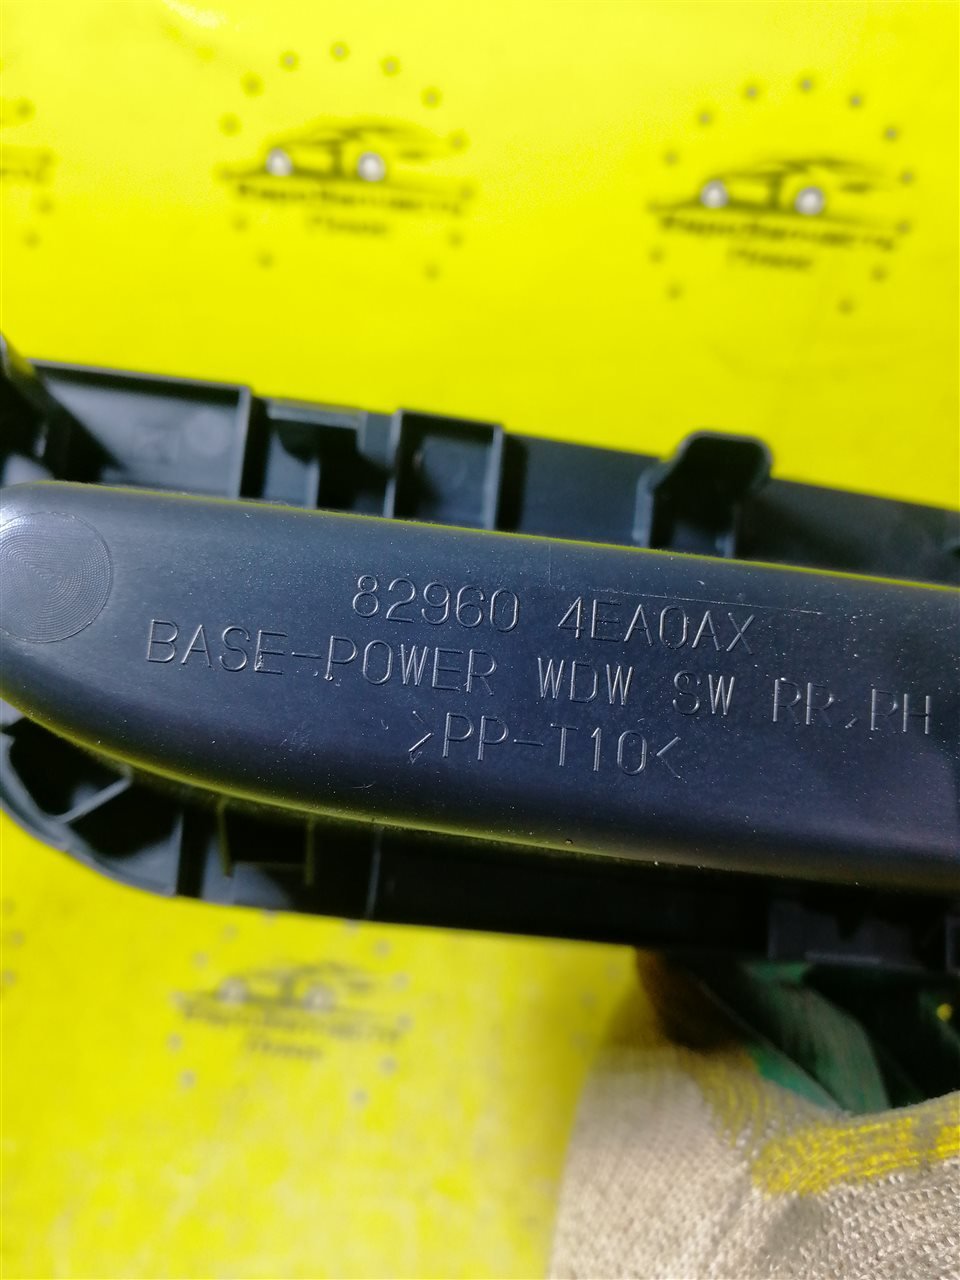 82960 4EA0AX
BASE-POWER WDW SW RR,RH
>PP-T10<